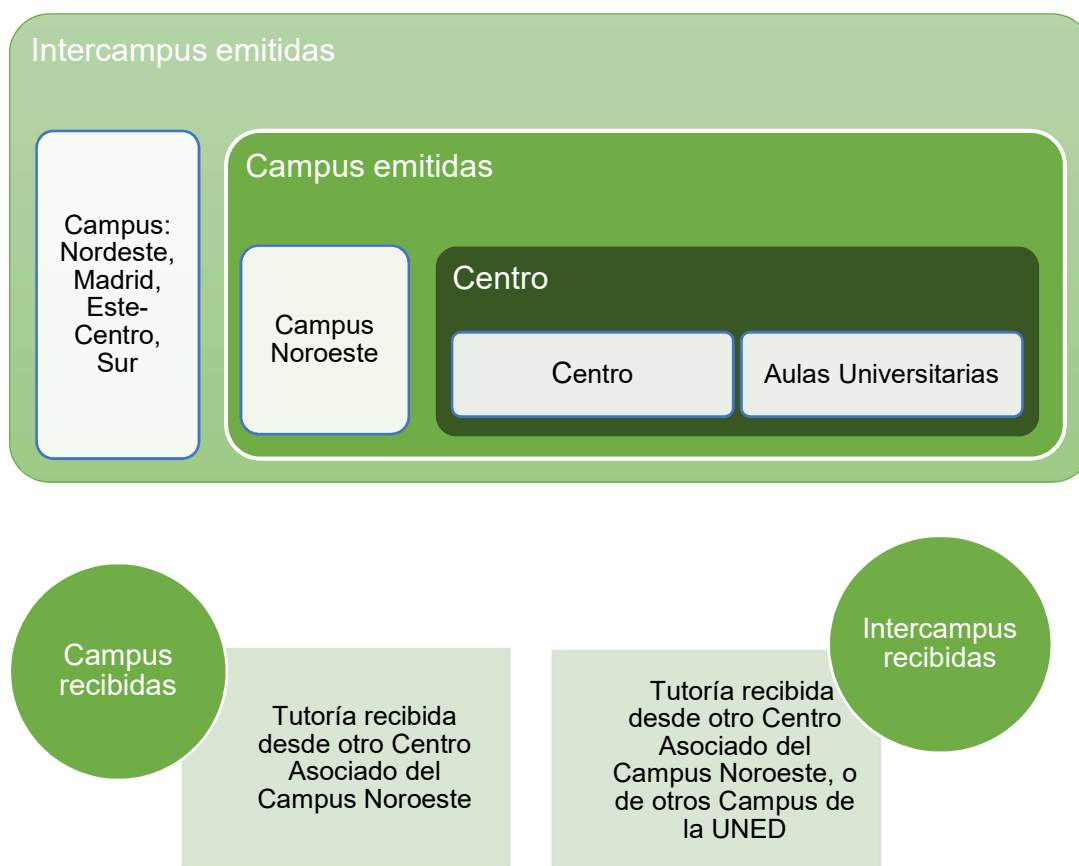 Intercampus emitidas
Campus:
Nordeste,
Madrid,
Este-
Centro,
Sur
Campus emitidas
Campus
Noroeste
Centro
Centro
Aulas Universitarias
Campus
recibidas
Tutoría recibida
desde otro Centro
Asociado del
Campus Noroeste
Intercampus
recibidas
Tutoría recibida
desde otro Centro
Asociado del
Campus Noroeste, o
de otros Campus de
la UNED